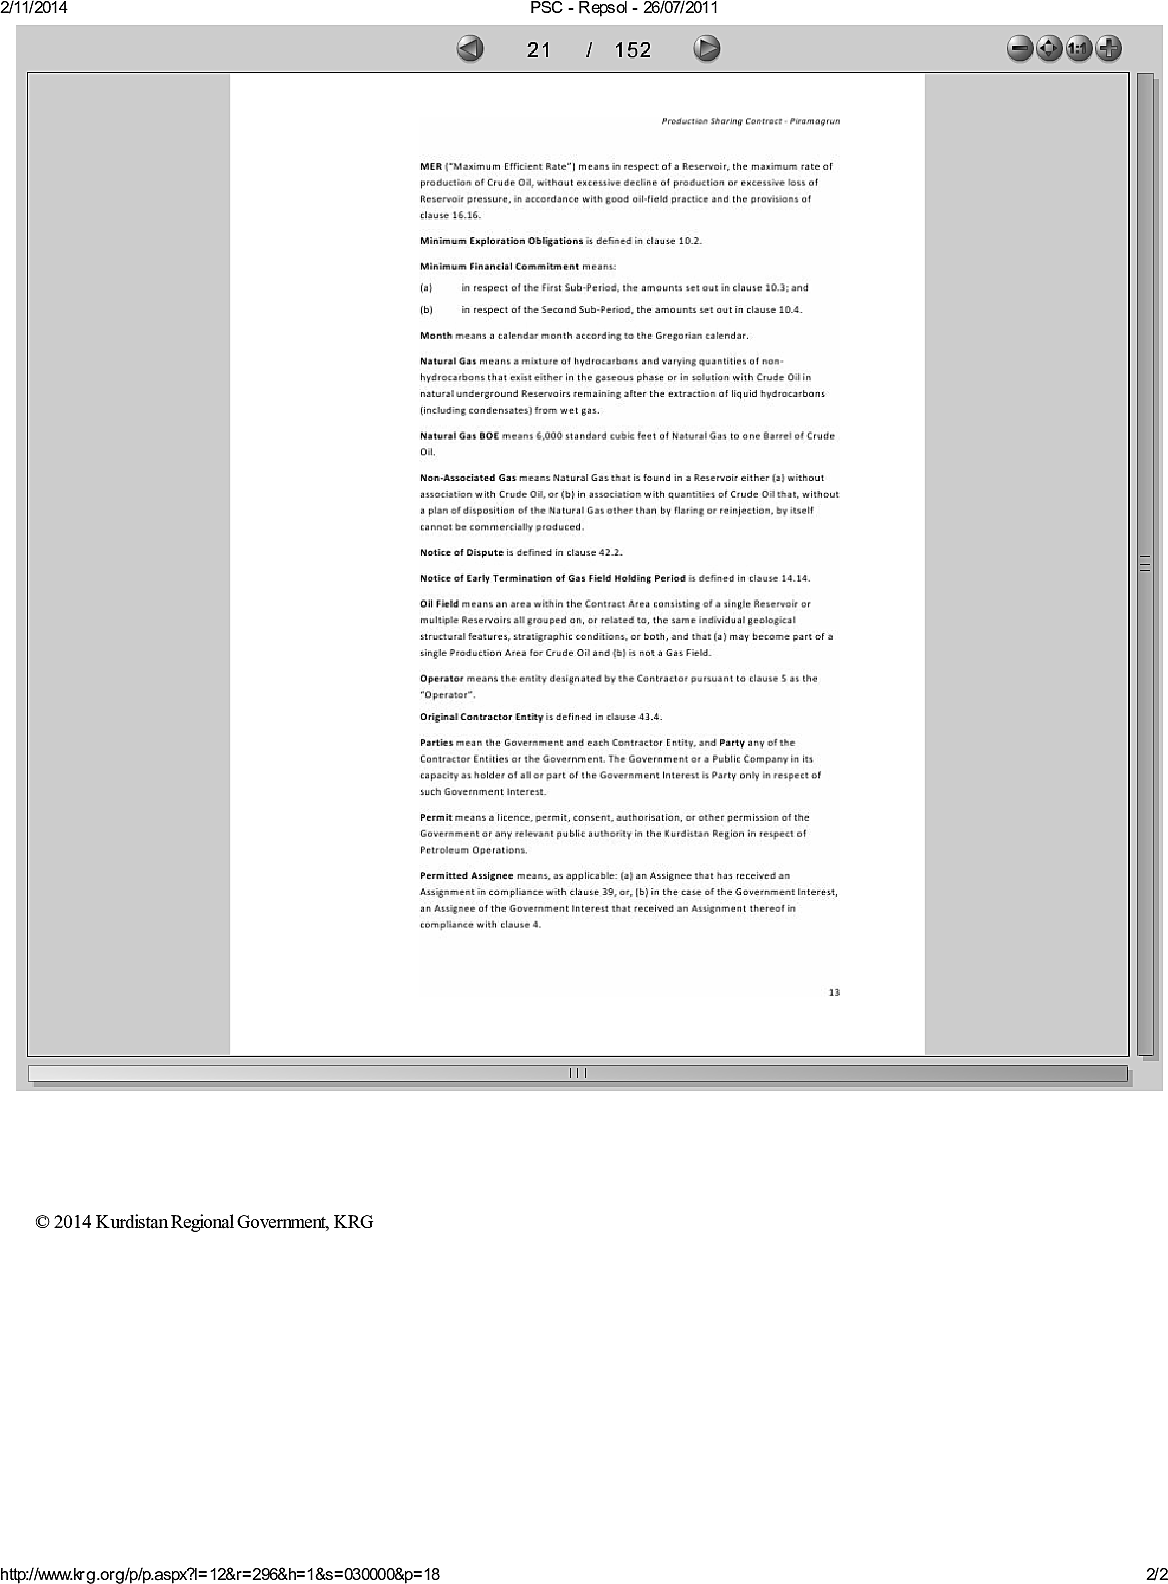 2/11/2014
PSC - Repsol - 26/07/2011
21 / 152
1:1
Production Sharing Contract - Piramagrun
MER ("Maximum Efficient Rate") means in respect of a Reservoir, the maximum rate of
production of Crude Oil, without excessive decline of production or excessive loss of
Reservoir pressure, in accordance with good oil-field practice and the provisions of
clause 16.16.
Minimum Exploration Obligations is defined in clause 10.2.
Minimum Financial Commitment means:
(a) in respect of the First Sub-Period, the amounts set out in clause 10.3; and
(b) in respect of the Second Sub-Period, the amounts set out in clause 10.4.
Month means a calendar month according to the Gregorian calendar.
Natural Gas means a mixture of hydrocarbons and varying quantities of non-
hydrocarbons that exist either in the gaseous phase or in solution with Crude Oil in
natural underground Reservoirs remaining after the extraction of liquid hydrocarbons
(including condensates) from wet gas.
Natural Gas BOE means 6,000 standard cubic feet of Natural Gas to one Barrel of Crude
Oil.
Non-Associated Gas means Natural Gas that is found in a Reservoir either (a) without
association with Crude Oil, or (b) in association with quantities of Crude Oil that, without
a plan of disposition of the Natural Gas other than by flaring or reinjection, by itself
cannot be commercially produced.
Notice of Dispute is defined in clause 42.2.
Notice of Early Termination of Gas Field Holding Period is defined in clause 14.14.
Oil Field means an area within the Contract Area consisting of a single Reservoir or
multiple Reservoirs all grouped on, or related to, the same individual geological
structural features, stratigraphic conditions, or both, and that (a) may become part of a
single Production Area for Crude Oil and (b) is not a Gas Field.
Operator means the entity designated by the Contractor pursuant to clause 5 as the
"Operator".
Original Contractor Entity is defined in clause 43.4.
Parties mean the Government and each Contractor Entity, and Party any of the
Contractor Entities or the Government. The Government or a Public Company in its
capacity as holder of all or part of the Government Interest is Party only in respect of
such Government Interest.
Permit means a licence, permit, consent, authorisation, or other permission of the
Government or any relevant public authority in the Kurdistan Region in respect of
Petroleum Operations.
Permitted Assignee means, as applicable: (a) an Assignee that has received an
Assignment in compliance with clause 39, or, (b) in the case of the Government Interest,
an Assignee of the Government Interest that received an Assignment thereof in
compliance with clause 4.
13
© 2014 Kurdistan Regional Government, KRG
http://www.krg.org/p/p.aspx?l=12&r=296&h=1&s=030000&p=18
2/2